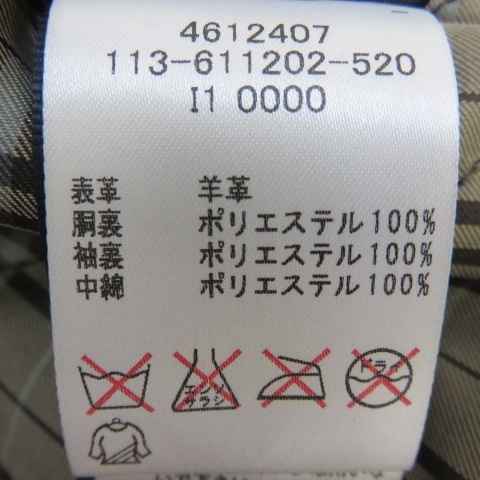 4612407
113-611202-520
I1 0000
表革 羊革
胴裏 ポリエステル100%
袖裏 ポリエステル100%
中綿 ポリエステル100%
エンソサラシ
ドライ